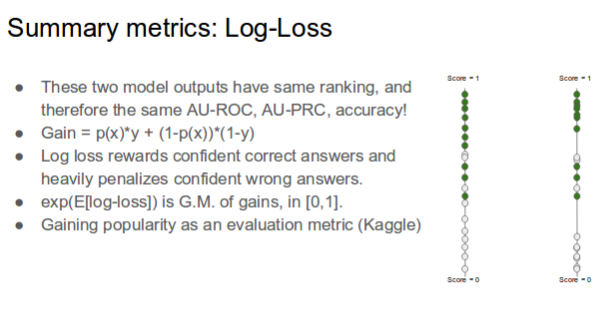 Summary metrics: Log-Loss
● These two model outputs have same ranking, and
therefore the same AU-ROC, AU-PRC, accuracy!
● Gain = p(x)*y + (1-p(x))*(1-y)
● Log loss rewards confident correct answers and
heavily penalizes confident wrong answers.
● exp(E[log-loss]) is G.M. of gains, in [0,1].
● Gaining popularity as an evaluation metric (Kaggle)
Score = 1
Score = 1
Score = 0
Score = 0